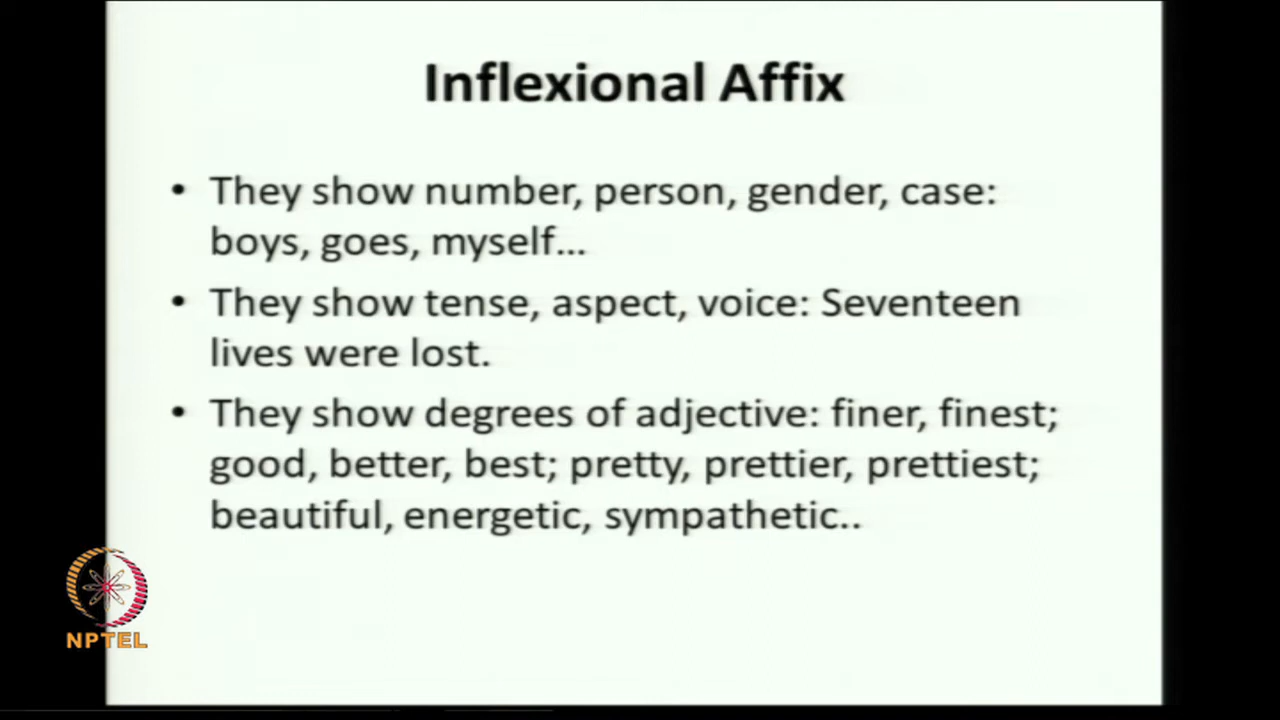 Inflexional Affix
• They show number, person, gender, case:
boys, goes, myself...
• They show tense, aspect, voice: Seventeen
lives were lost.
• They show degrees of adjective: finer, finest;
good, better, best; pretty, prettier, prettiest;
beautiful, energetic, sympathetic..
NPTEL